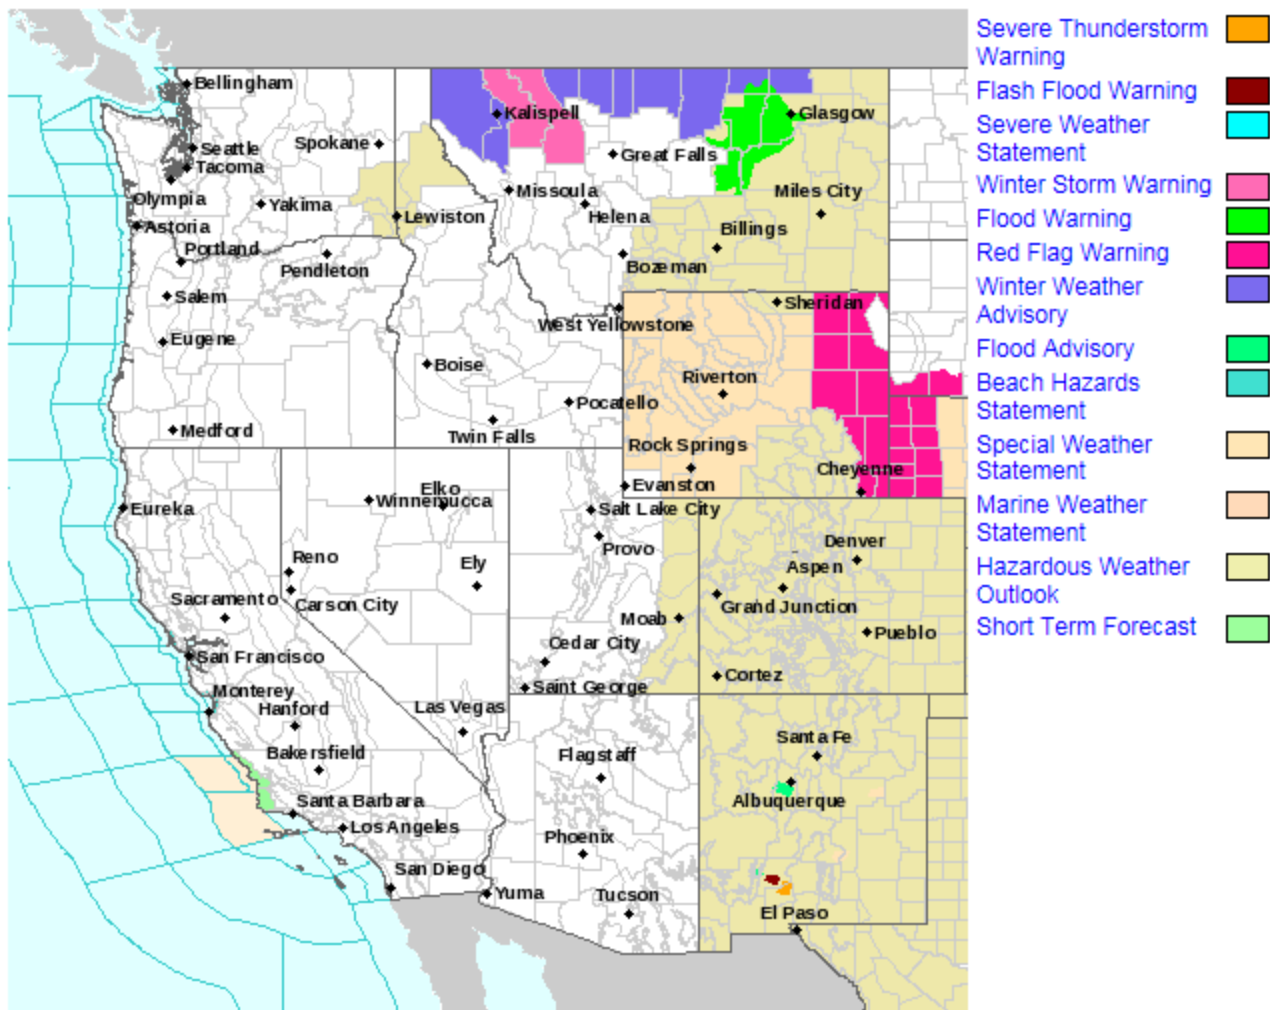 Bellingham
Seattle
Tacoma
Spokane
Olympia
Yakima
Astoria
Lewiston
Portland
Pendleton
Salem
Eugene
Medford
Kalispell
Glasgow
Great Falls
Missoula
Helena
Miles City
Billings
Bozeman
West Yellowstone
Sheridan
Boise
Pocatello
Twin Falls
Riverton
Rock Springs
Cheyenne
Evanston
Eureka
Elko
Winnemucca
Salt Lake City
Provo
Reno
Ely
Carson City
Sacramento
Denver
Aspen
Grand Junction
Moab
Pueblo
Cedar City
San Francisco
Saint George
Cortez
Monterey
Hanford
Las Vegas
Bakersfield
Flagstaff
Santa Fe
Santa Barbara
Albuquerque
Los Angeles
Phoenix
San Diego
Yuma
Tucson
El Paso
Severe Thunderstorm
Warning
Flash Flood Warning
Severe Weather
Statement
Winter Storm Warning
Flood Warning
Red Flag Warning
Winter Weather
Advisory
Flood Advisory
Beach Hazards
Statement
Special Weather
Statement
Marine Weather
Statement
Hazardous Weather
Outlook
Short Term Forecast